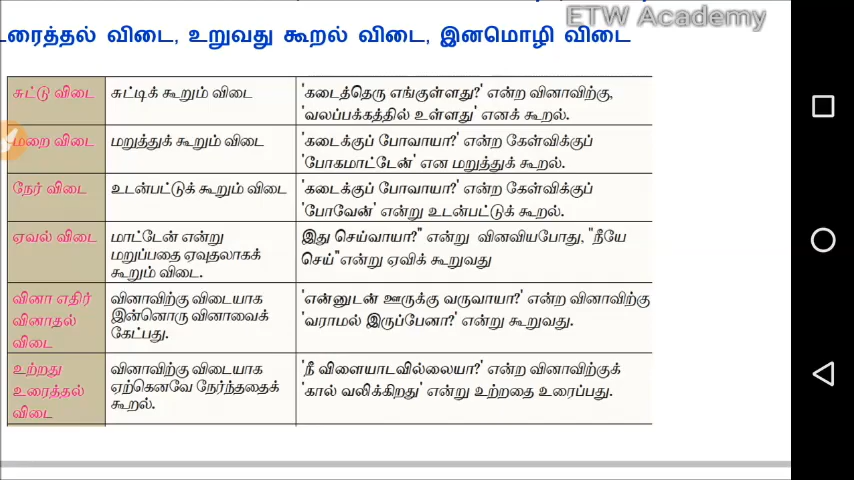 ETW Academy
உரைத்தல் விடை, உறுவது கூறல் விடை, இனமொழி விடை
சுட்டு விடை
சுட்டிக் கூறும் விடை
'கடைத்தெரு எங்குள்ளது?' என்ற வினாவிற்கு,
'வலப்பக்கத்தில் உள்ளது' எனக் கூறல்.
மறை விடை
மறுத்துக் கூறும் விடை
'கடைக்குப் போவாயா?' என்ற கேள்விக்குப்
'போகமாட்டேன்' என மறுத்துக் கூறல்.
நேர் விடை
உடன்பட்டுக் கூறும் விடை
'கடைக்குப் போவாயா?' என்ற கேள்விக்குப்
'போவேன்' என்று உடன்பட்டுக் கூறல்.
ஏவல் விடை
மாட்டேன் என்று
மறுப்பதை ஏவுதலாகக்
கூறும் விடை.
இது செய்வாயா?" என்று வினவியபோது, "நீயே
செய்"என்று ஏவிக் கூறுவது
வினா எதிர்
வினாதல்
விடை
வினாவிற்கு விடையாக
இன்னொரு வினாவைக்
கேட்பது.
'என்னுடன் ஊருக்கு வருவாயா?' என்ற வினாவிற்கு
'வராமல் இருப்பேனா?' என்று கூறுவது.
உற்றது
உரைத்தல்
விடை
வினாவிற்கு விடையாக
ஏற்கெனவே நேர்ந்ததைக்
கூறல்.
'நீ விளையாடவில்லையா?' என்ற வினாவிற்குக்
'கால் வலிக்கிறது' என்று உற்றதை உரைப்பது.